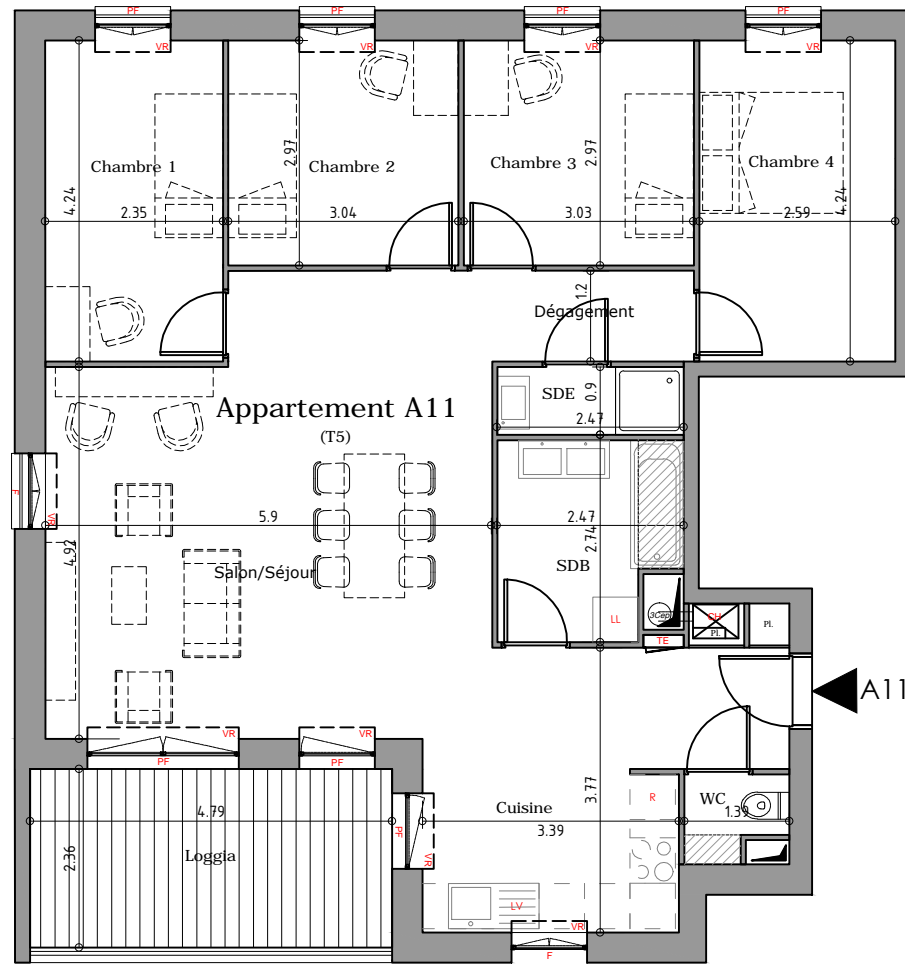 PF
PF
PF
PF
VR
VR
VR
VR
Chambre 1
Chambre 2
Chambre 3
Chambre 4
2.97
2.97
4.24
4.24
2.35
3.04
3.03
2.59
1.2
Dégagement
SDE
0.9
2.47
Appartement A11
(T5)
F
VR
5.9
4.92
Salon/Séjour
2.47
2.74
SDB
LL
3Cep
CH
Pl.
Pl.
TE
A11
VR
VR
PF
PF
4.79
2.36
Loggia
PF
VR
Cuisine
3.39
3.77
R
WC
1.39
LV
VR
F